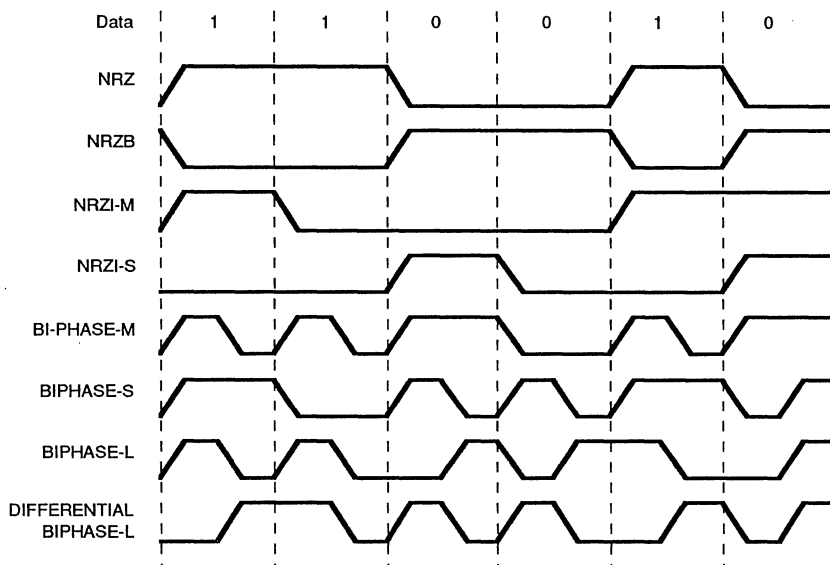 Data 1 1 0 0 1 0
NRZ
NRZB
NRZI-M
NRZI-S
BI-PHASE-M
BIPHASE-S
BIPHASE-L
DIFFERENTIAL
BIPHASE-L